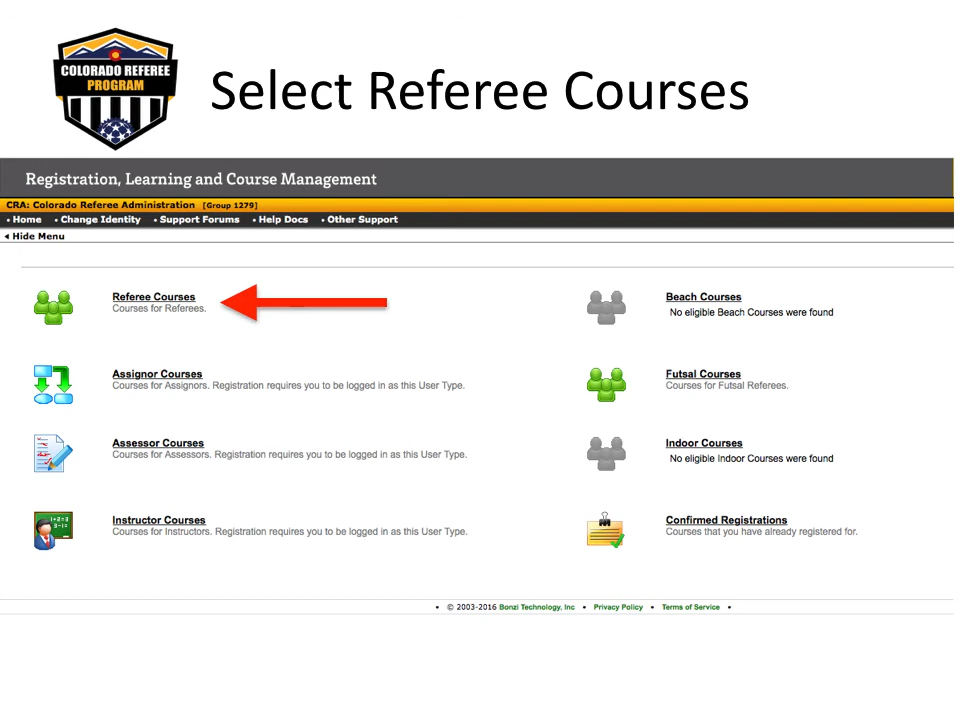 COLORADO REFEREE
PROGRAM
Select Referee Courses
Registration, Learning and Course Management
CRA: Colorado Referee Administration [Group 1279]
• Home • Change Identity • Support Forums • Help Docs • Other Support
Hide Menu
Referee Courses
Courses for Referees.
Beach Courses
No eligible Beach Courses were found
Assignor Courses
Courses for Assignors. Registration requires you to be logged in as this User Type.
Futsal Courses
Courses for Futsal Referees.
Assessor Courses
Courses for Assessors. Registration requires you to be logged in as this User Type.
Indoor Courses
No eligible Indoor Courses were found
Instructor Courses
Courses for Instructors. Registration requires you to be logged in as this User Type.
Confirmed Registrations
Courses that you have already registered for.
• © 2003-2016 Bonzi Technology, Inc • Privacy Policy • Terms of Service •